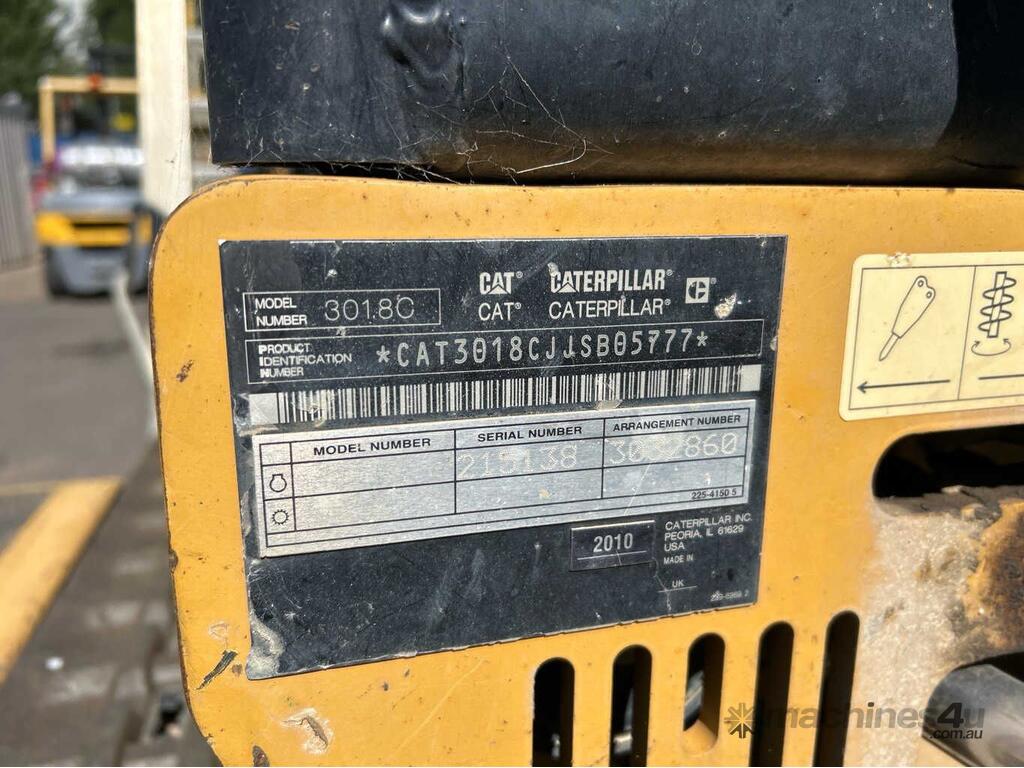 CAT® CATERPILLAR®
CAT® CATERPILLAR®
MODEL NUMBER 301.8C
PRODUCT IDENTIFICATION NUMBER *CAT3018CJJSB05777*
MODEL NUMBER SERIAL NUMBER ARRANGEMENT NUMBER
215138 3037860
225-4150 5
2010
CATERPILLAR INC.
PEORIA, IL 61629
USA
MADE IN
UK
machines4u
.com.au